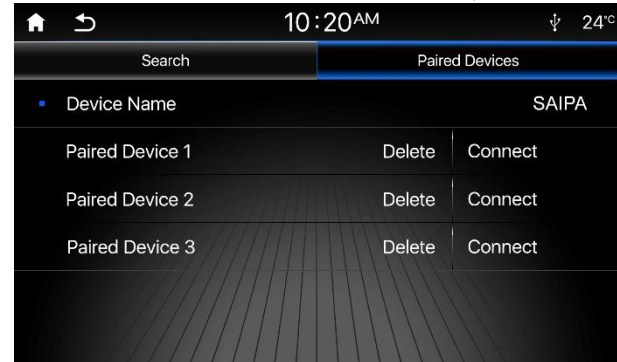 10:20AM 24°C
Search Paired Devices
Device Name SAIPA
Paired Device 1 Delete Connect
Paired Device 2 Delete Connect
Paired Device 3 Delete Connect